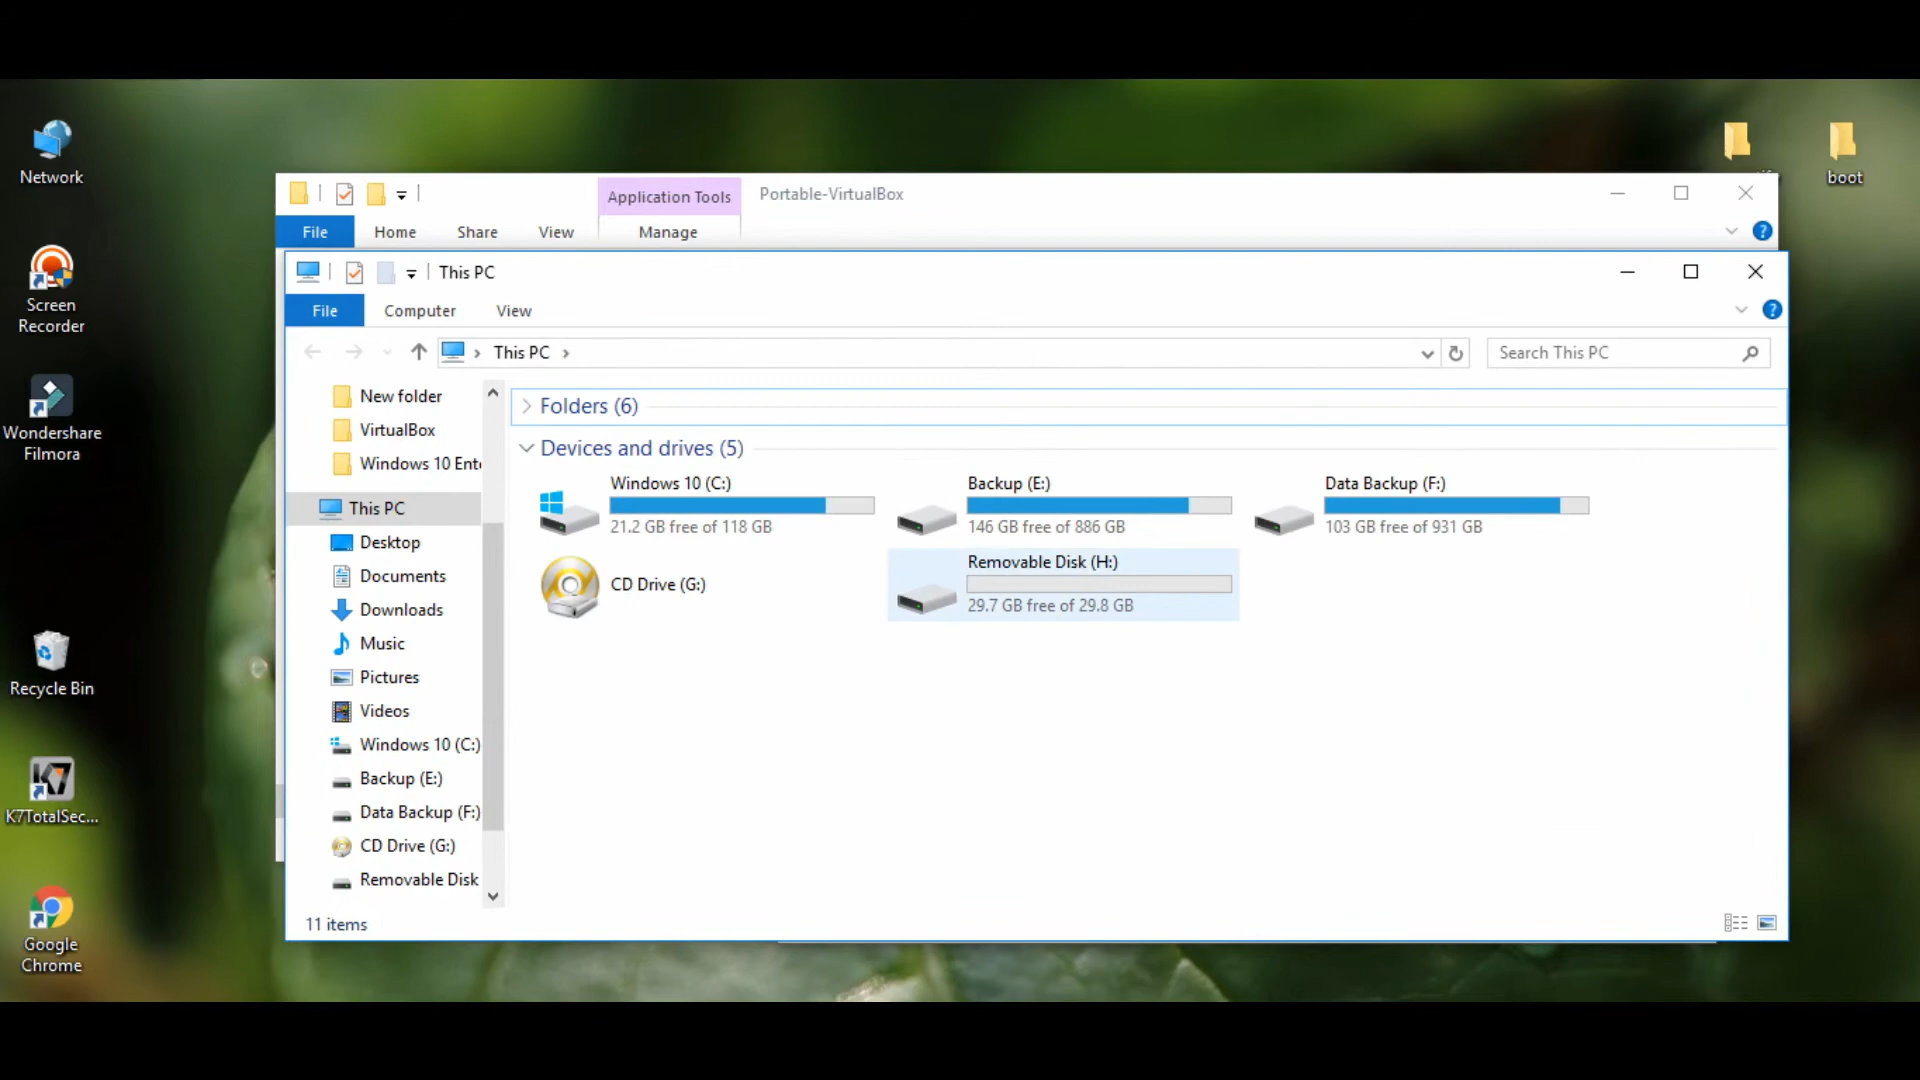 Network
Screen
Recorder
Wondershare
Filmora
Recycle Bin
K7TotalSec...
Google
Chrome
boot
Application Tools
Portable-VirtualBox
File
Home
Share
View
Manage
This PC
File
Computer
View
This PC
Search This PC
New folder
VirtualBox
Windows 10 Ent
This PC
Desktop
Documents
Downloads
Music
Pictures
Videos
Windows 10 (C:)
Backup (E:)
Data Backup (F:)
CD Drive (G:)
Removable Disk
Folders (6)
Devices and drives (5)
Windows 10 (C:)
21.2 GB free of 118 GB
Backup (E:)
146 GB free of 886 GB
Data Backup (F:)
103 GB free of 931 GB
CD Drive (G:)
Removable Disk (H:)
29.7 GB free of 29.8 GB
11 items